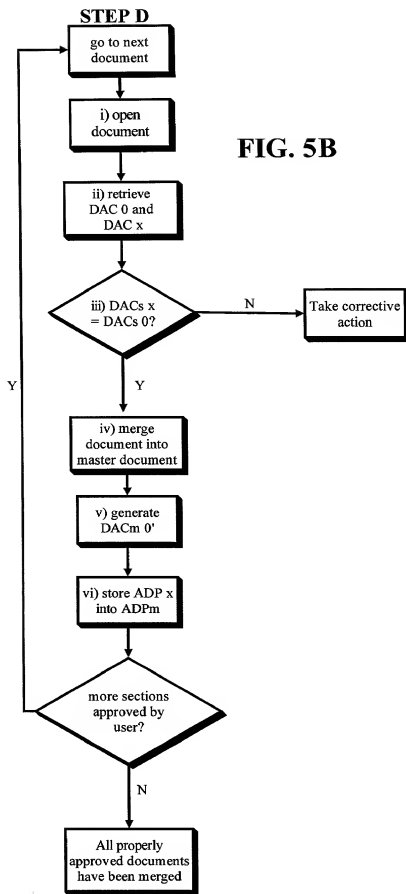 STEP D
go to next
document
i) open
document
FIG. 5B
ii) retrieve
DAC 0 and
DAC x
iii) DACs x
= DACs 0?
N
Take corrective
action
Y
Y
iv) merge
document into
master document
v) generate
DACm 0'
vi) store ADP x
into ADPm
more sections
approved by
user?
N
All properly
approved documents
have been merged